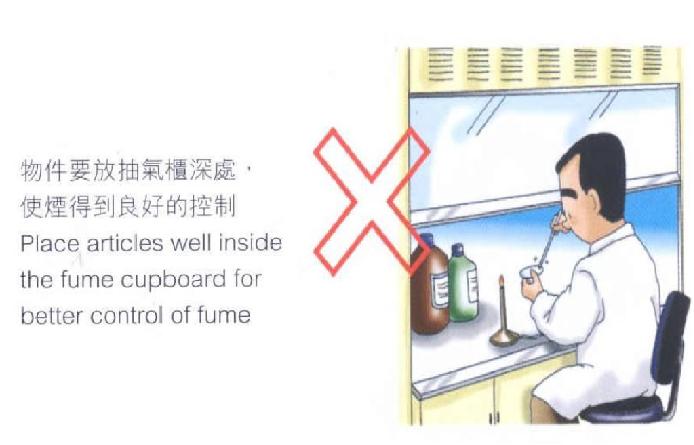 物件要放抽氣櫃深處，
使煙得到良好的控制
Place articles well inside
the fume cupboard for
better control of fume